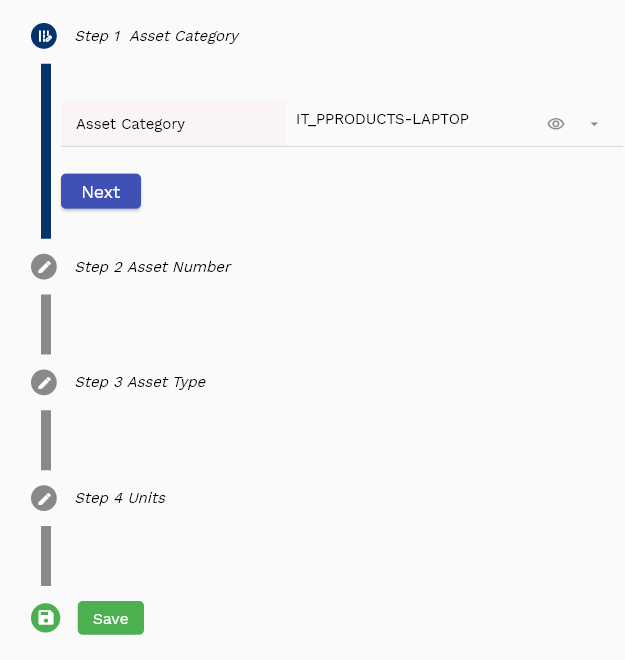 Step 1 Asset Category
Asset Category
IT_PPRODUCTS-LAPTOP
Next
Step 2 Asset Number
Step 3 Asset Type
Step 4 Units
Save